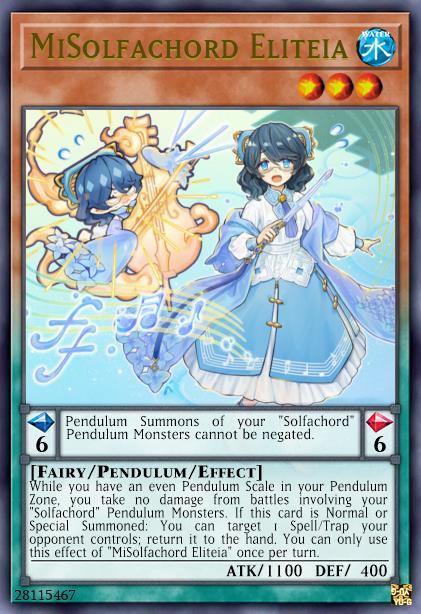 MiSolfachord Eliteia
WATER
水
ff
Pendulum Summons of your "Solfachord"
Pendulum Monsters cannot be negated.
6
6
[Fairy/Pendulum/Effect]
While you have an even Pendulum Scale in your Pendulum
Zone, you take no damage from battles involving your
"Solfachord" Pendulum Monsters. If this card is Normal or
Special Summoned: You can target 1 Spell/Trap your
opponent controls; return it to the hand. You can only use
this effect of "MiSolfachord Eliteia" once per turn.
ATK/1100 DEF/ 400
28115467